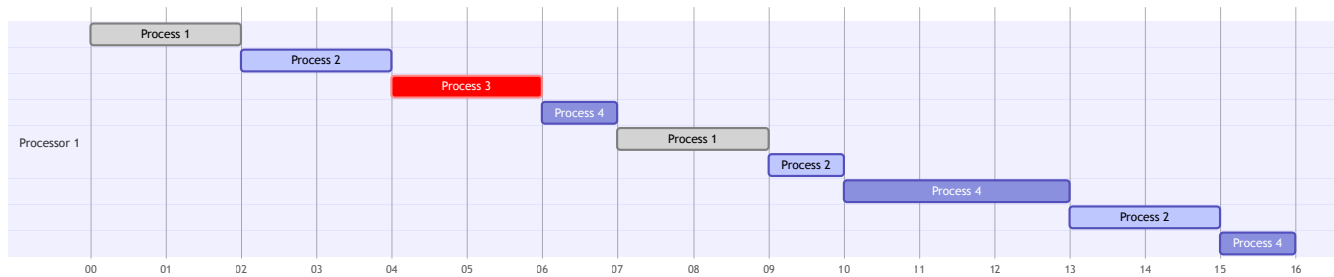 Process 1
Process 2
Process 3
Process 4
Processor 1
Process 1
Process 2
Process 4
Process 2
Process 4
00 01 02 03 04 05 06 07 08 09 10 11 12 13 14 15 16